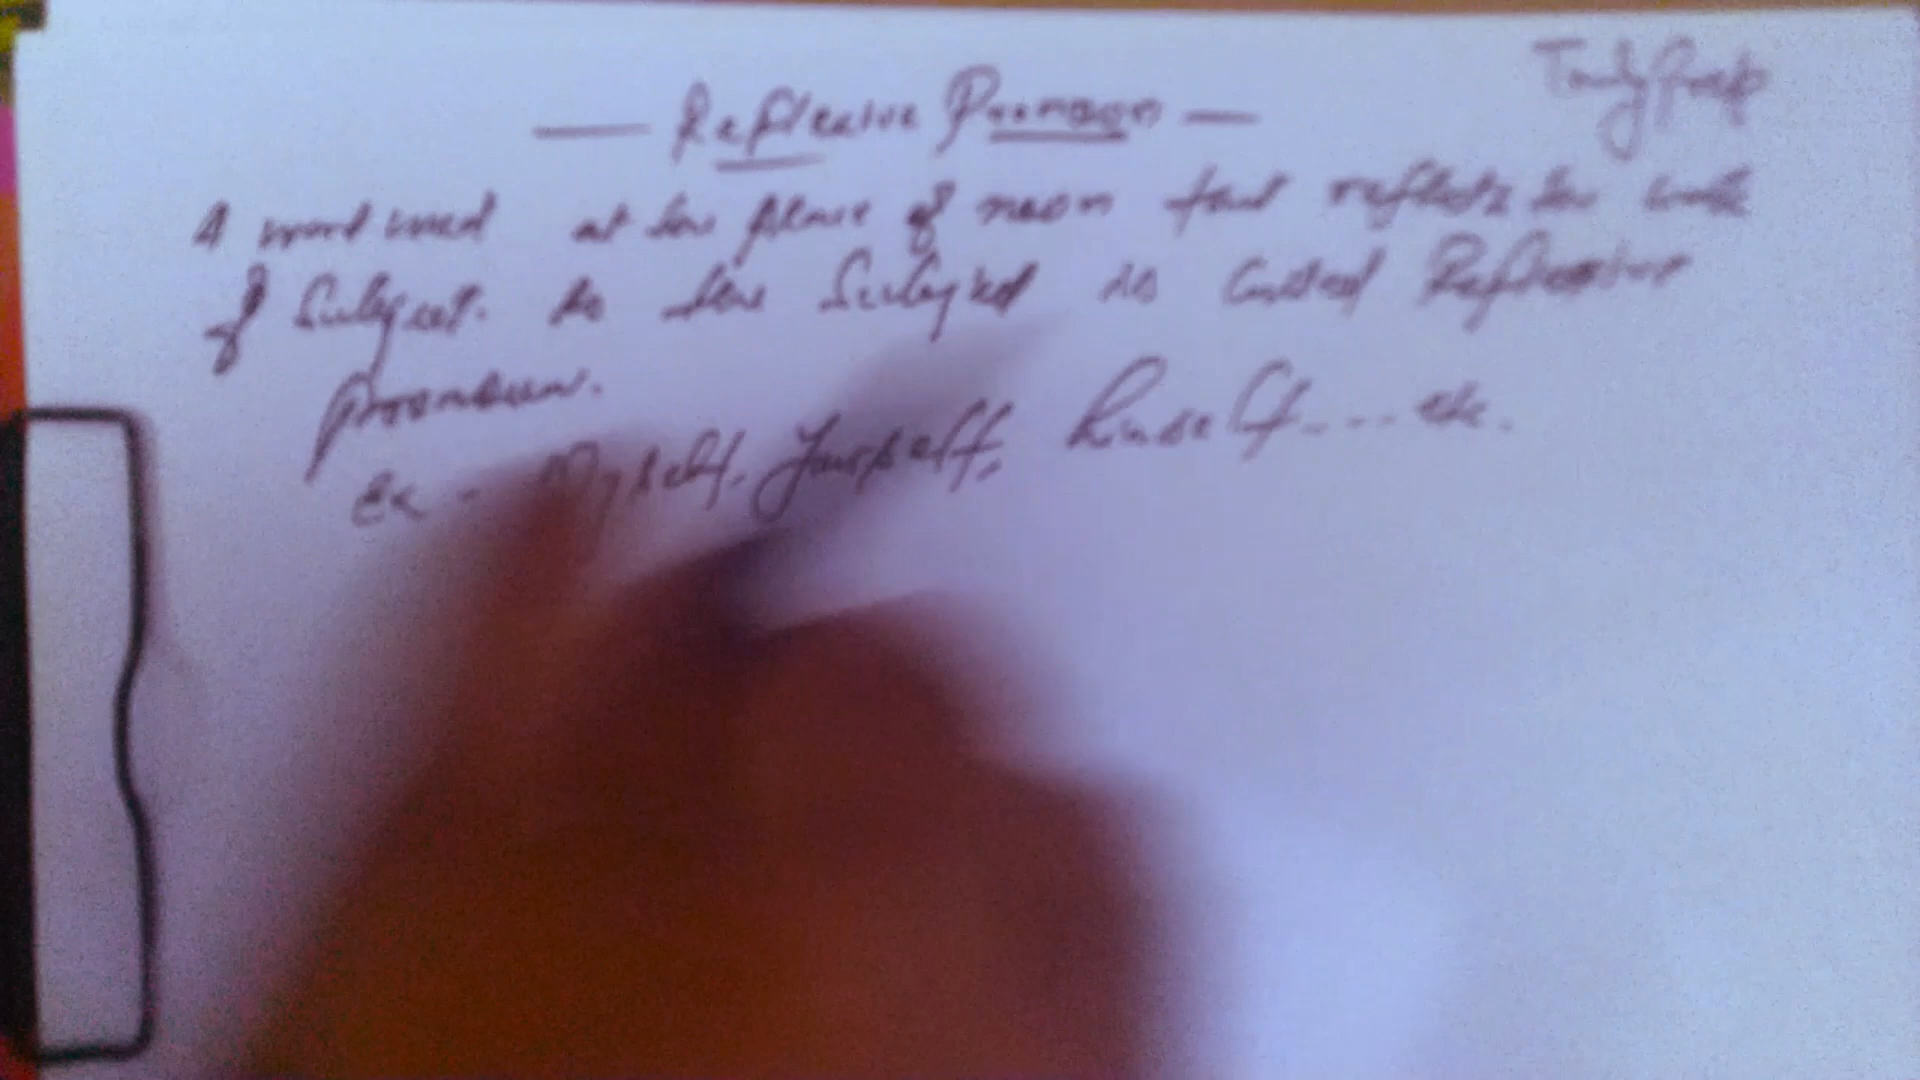 — Reflexive Pronoun —
A word used at the place of noon that reflects the work
of Subject. to the Subject is Called Reflexive
pronoun.
Ex - Myself, Yourself, himself.... etc.